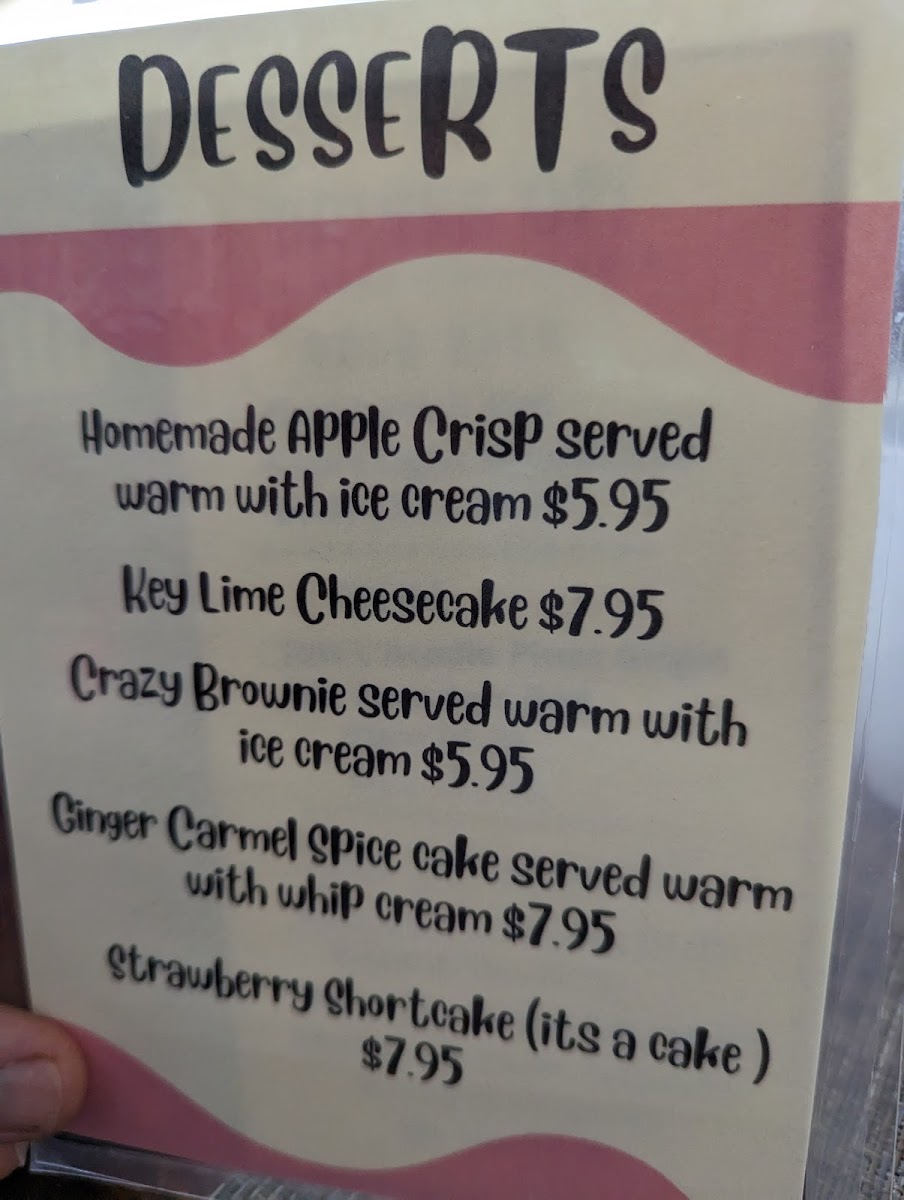 DESSERTS
Homemade Apple Crisp served
warm with ice cream $5.95
Key Lime Cheesecake $7.95
Crazy Brownie served warm with
ice cream $5.95
Ginger Carmel Spice cake served warm
with whip cream $7.95
Strawberry Shortcake (its a cake )
$7.95